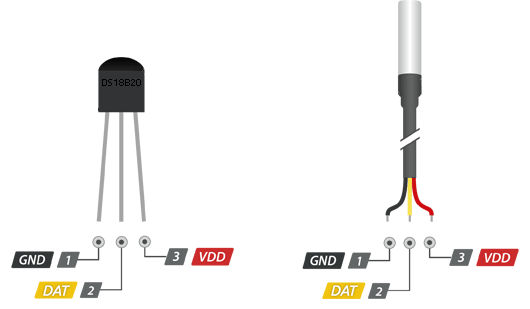 DS18B20
GND 1
3 VDD
DAT 2
GND 1
3 VDD
DAT 2